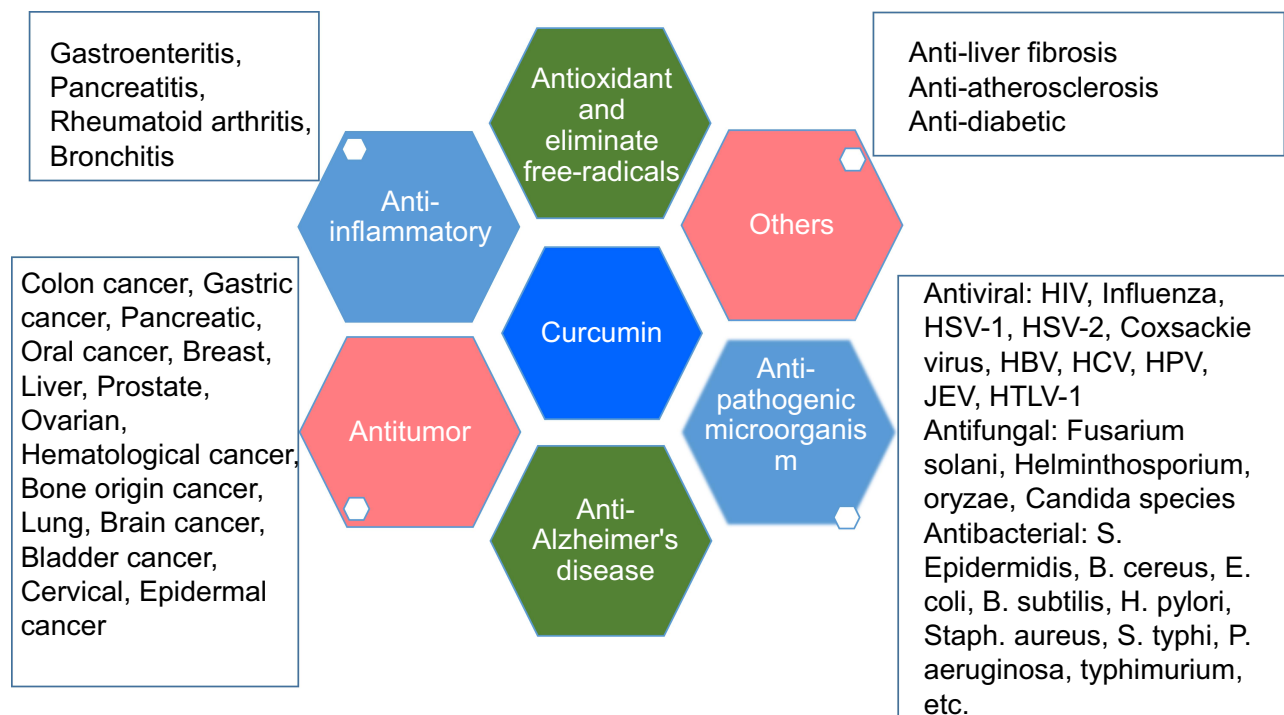 Gastroenteritis,
Pancreatitis,
Rheumatoid arthritis,
Bronchitis
Antioxidant
and
eliminate
free-radicals
Anti-liver fibrosis
Anti-atherosclerosis
Anti-diabetic
Anti-
inflammatory
Others
Curcumin
Colon cancer, Gastric
cancer, Pancreatic,
Oral cancer, Breast,
Liver, Prostate,
Ovarian,
Hematological cancer,
Bone origin cancer,
Lung, Brain cancer,
Bladder cancer,
Cervical, Epidermal
cancer
Antitumor
Anti-
Alzheimer's
disease
Anti-
pathogenic
microorganis
m
Antiviral: HIV, Influenza,
HSV-1, HSV-2, Coxsackie
virus, HBV, HCV, HPV,
JEV, HTLV-1
Antifungal: Fusarium
solani, Helminthosporium,
oryzae, Candida species
Antibacterial: S.
Epidermidis, B. cereus, E.
coli, B. subtilis, H. pylori,
Staph. aureus, S. typhi, P.
aeruginosa, typhimurium,
etc.